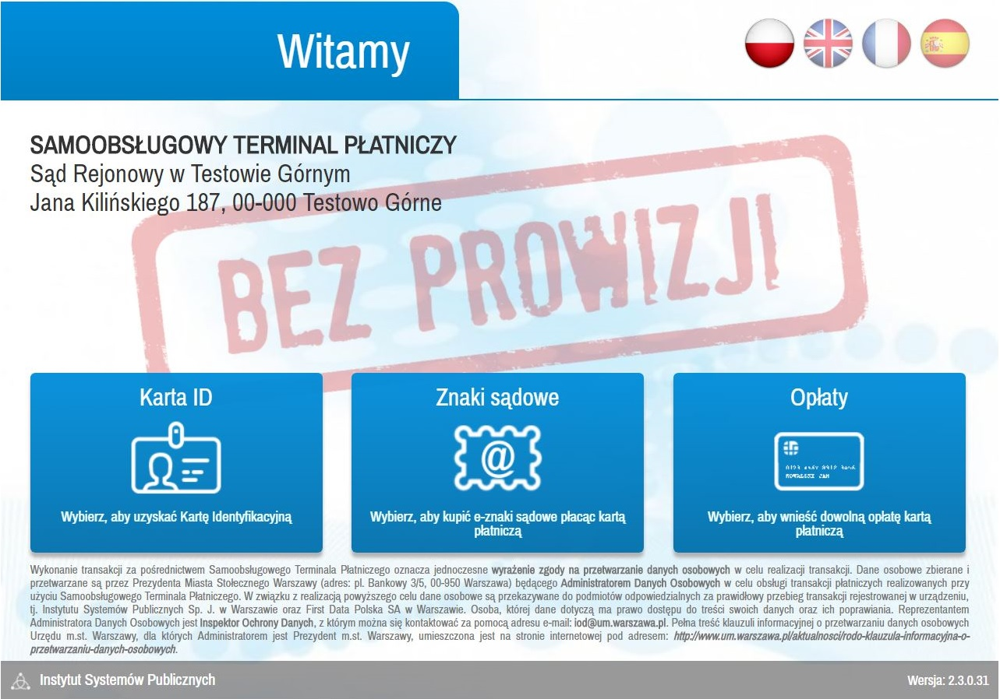 Witamy
SAMOOBSŁUGOWY TERMINAL PŁATNICZY
Sąd Rejonowy w Testowie Górnym
Jana Kilińskiego 187, 00-000 Testowo Górne
BEZ PROWIZJI
Karta ID
Wybierz, aby uzyskać Kartę Identyfikacyjną
Znaki sądowe
@
Wybierz, aby kupić e-znaki sądowe płacąc kartą
płatniczą
Opłaty
Wybierz, aby wnieść dowolną opłatę kartą
płatniczą
Wykonanie transakcji za pośrednictwem Samoobsługowego Terminala Płatniczego oznacza jednoczesne wyrażenie zgody na przetwarzanie danych osobowych w celu realizacji transakcji. Dane osobowe zbierane i
przetwarzane są przez Prezydenta Miasta Stołecznego Warszawy (adres: pl. Bankowy 3/5, 00-950 Warszawa) będącego Administratorem Danych Osobowych w celu obsługi transakcji płatniczych realizowanych przy
użyciu Samoobsługowego Terminala Płatniczego. W związku z realizacją powyższego celu dane osobowe są przekazywane do podmiotów odpowiedzialnych za prawidłowy przebieg transakcji rejestrowanej w urządzeniu,
tj. Instytutu Systemów Publicznych Sp. J. w Warszawie oraz First Data Polska SA w Warszawie. Osoba, której dane dotyczą ma prawo dostępu do treści swoich danych oraz ich poprawiania. Reprezentantem
Administratora Danych Osobowych jest Inspektor Ochrony Danych, z którym można się kontaktować za pomocą adresu e-mail: iod@um.warszawa.pl. Pełna treść klauzuli informacyjnej o przetwarzaniu danych osobowych
Urzędu m.st. Warszawy, dla których Administratorem jest Prezydent m.st. Warszawy, umieszczona jest na stronie internetowej pod adresem: http://www.um.warszawa.pl/aktualnosci/rodo-klauzula-informacyjna-o-
przetwarzaniu-danych-osobowych.
Instytut Systemów Publicznych
Wersja: 2.3.0.31